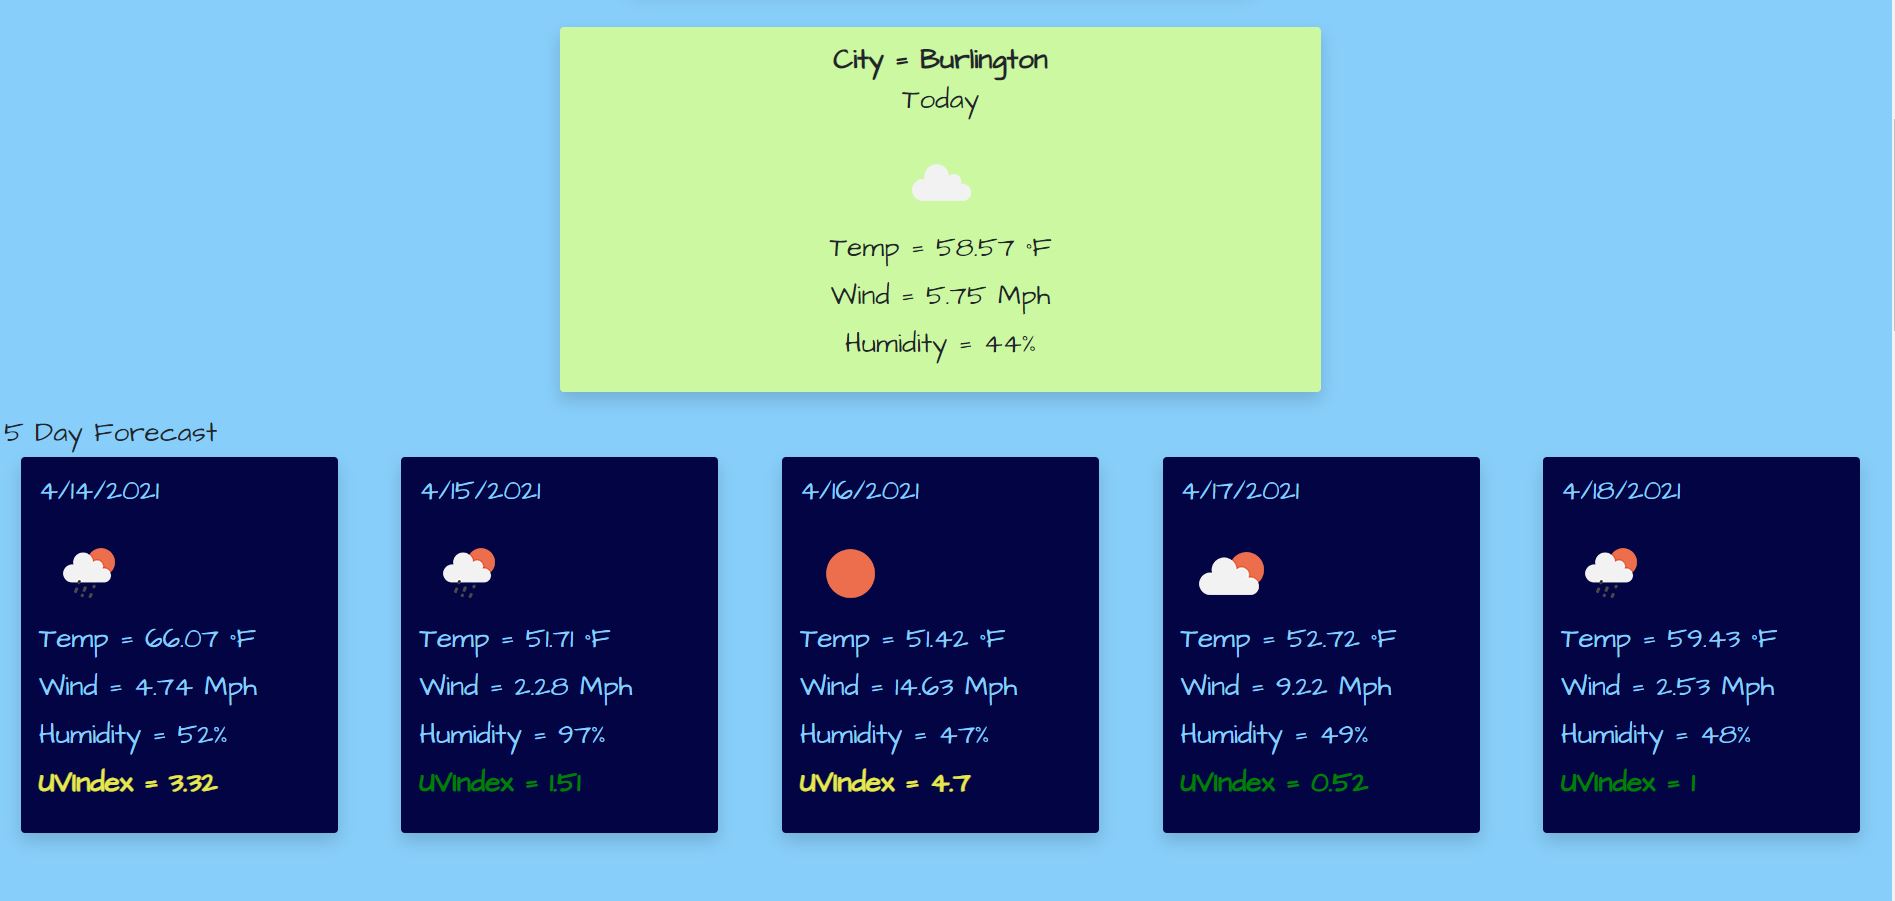 City = Burlington
Today
Temp = 58.57 °F
Wind = 5.75 Mph
Humidity = 44%
5 Day Forecast
4/14/2021
Temp = 66.07 °F
Wind = 4.74 Mph
Humidity = 52%
UVIndex = 3.32
4/15/2021
Temp = 51.71 °F
Wind = 2.28 Mph
Humidity = 97%
UVIndex = 1.51
4/16/2021
Temp = 51.42 °F
Wind = 14.63 Mph
Humidity = 47%
UVIndex = 4.7
4/17/2021
Temp = 52.72 °F
Wind = 9.22 Mph
Humidity = 49%
UVIndex = 0.52
4/18/2021
Temp = 59.43 °F
Wind = 2.53 Mph
Humidity = 48%
UVIndex = 1